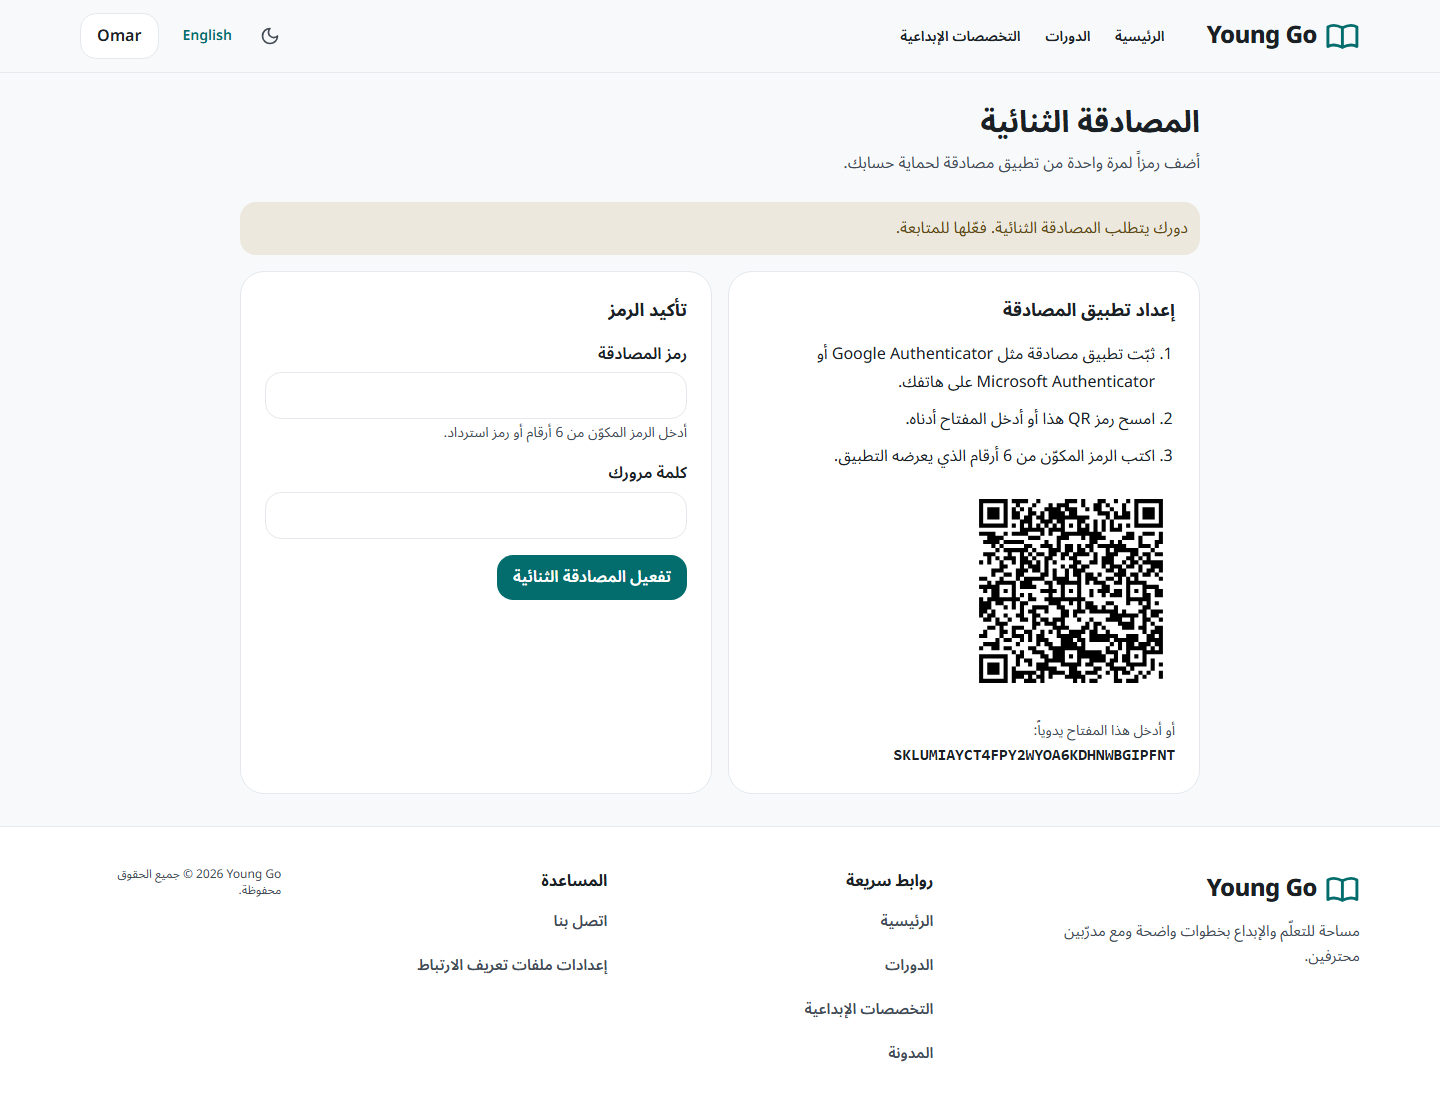 Young Go
الرئيسية
الدورات
التخصصات الإبداعية
English
Omar
المصادقة الثنائية
أضف رمزاً لمرة واحدة من تطبيق مصادقة لحماية حسابك.
دورك يتطلب المصادقة الثنائية. فعّلها للمتابعة.
إعداد تطبيق المصادقة
1. ثبّت تطبيق مصادقة مثل Google Authenticator أو
Microsoft Authenticator على هاتفك.
2. امسح رمز QR هذا أو أدخل المفتاح أدناه.
3. اكتب الرمز المكوّن من 6 أرقام الذي يعرضه التطبيق.
أو أدخل هذا المفتاح يدوياً:
SKLUMIAYCT4FPY2WYOA6KDHNWBGIPFNT
تأكيد الرمز
رمز المصادقة
أدخل الرمز المكوّن من 6 أرقام أو رمز استرداد.
كلمة مرورك
تفعيل المصادقة الثنائية
Young Go
مساحة للتعلّم والإبداع بخطوات واضحة ومع مدرّبين
محترفين.
روابط سريعة
الرئيسية
الدورات
التخصصات الإبداعية
المدونة
المساعدة
اتصل بنا
إعدادات ملفات تعريف الارتباط
Young Go 2026 © جميع الحقوق
محفوظة.